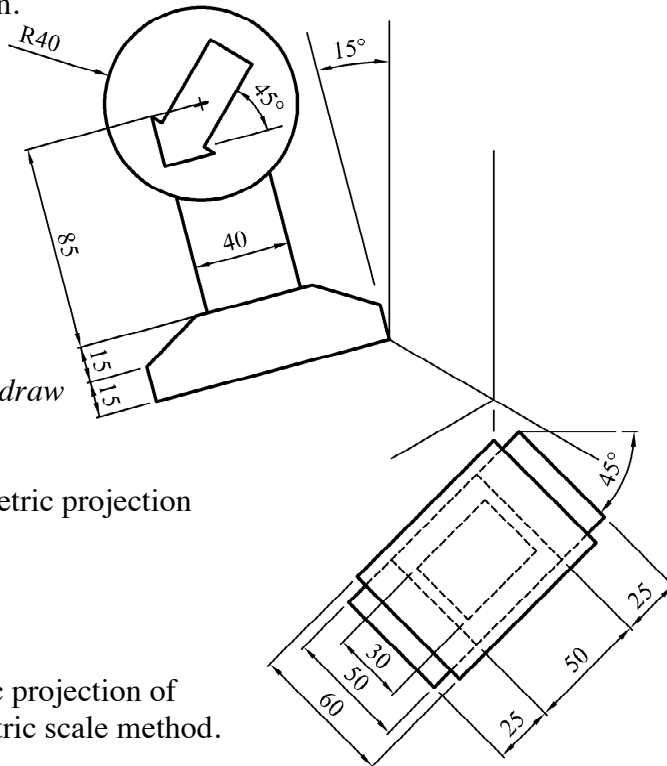 n.
R40
15°
45°
85
40
15
15
draw
45°
etric projection
25
30
50
50
60
25
c projection of
tric scale method.